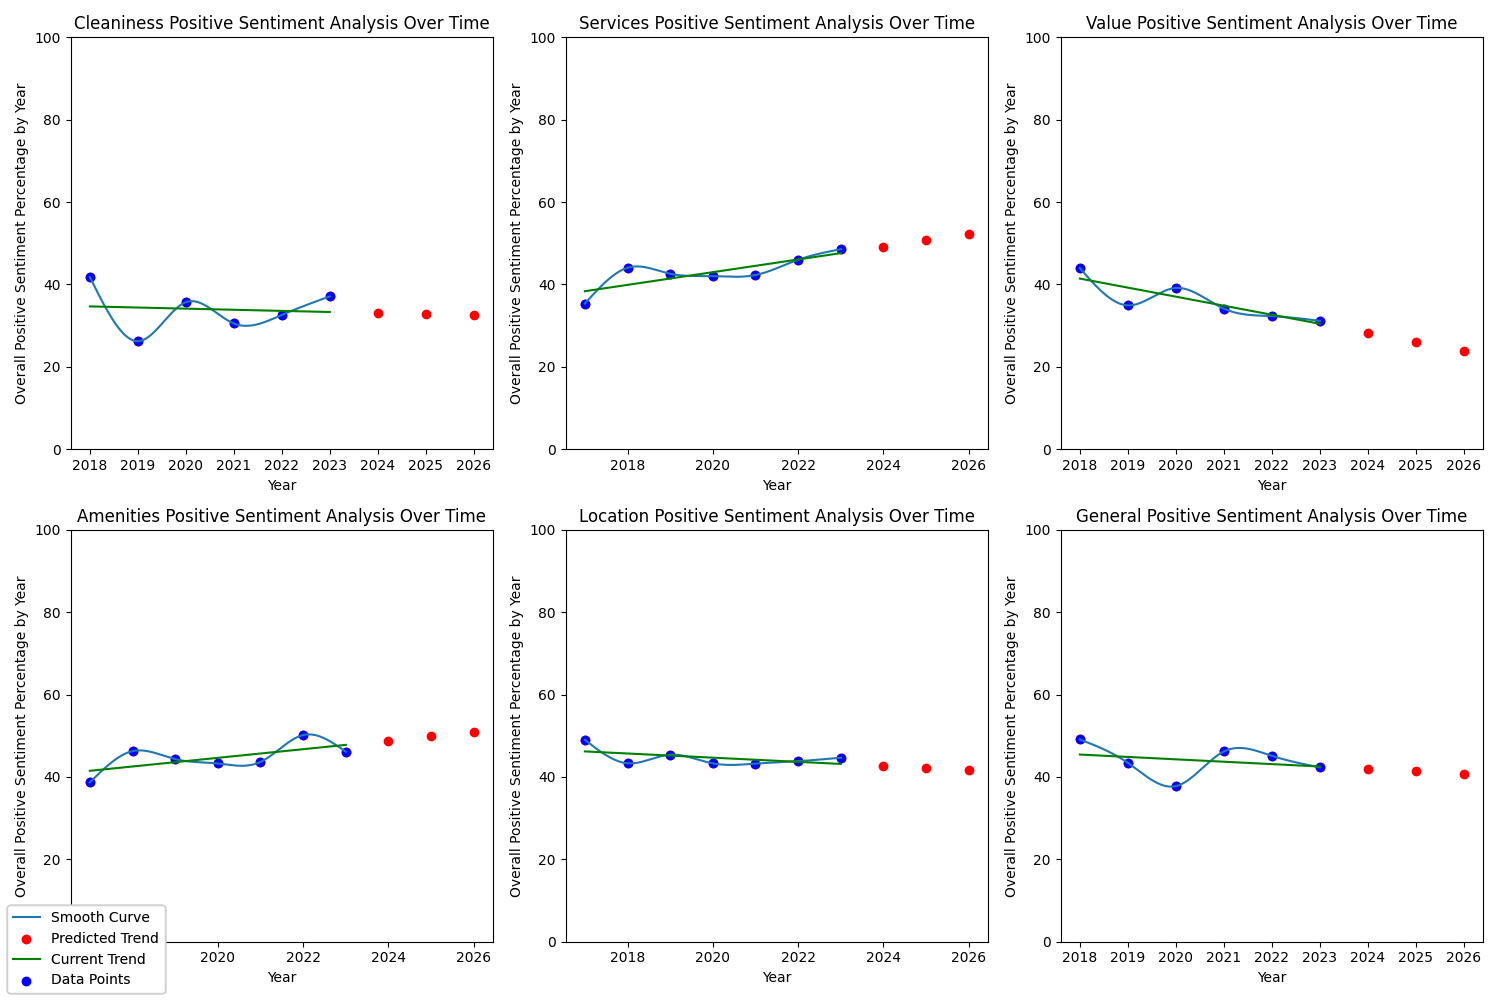 Cleaniness Positive Sentiment Analysis Over Time
Overall Positive Sentiment Percentage by Year
100
80
60
40
20
0
2018 2019 2020 2021 2022 2023 2024 2025 2026
Year
Services Positive Sentiment Analysis Over Time
Overall Positive Sentiment Percentage by Year
100
80
60
40
20
0
2018 2020 2022 2024 2026
Year
Value Positive Sentiment Analysis Over Time
Overall Positive Sentiment Percentage by Year
100
80
60
40
20
0
2018 2019 2020 2021 2022 2023 2024 2025 2026
Year
Amenities Positive Sentiment Analysis Over Time
Overall Positive Sentiment Percentage by Year
100
80
60
40
20
2020 2022 2024 2026
Year
Smooth Curve
Predicted Trend
Current Trend
Data Points
Location Positive Sentiment Analysis Over Time
Overall Positive Sentiment Percentage by Year
100
80
60
40
20
0
2018 2020 2022 2024 2026
Year
General Positive Sentiment Analysis Over Time
Overall Positive Sentiment Percentage by Year
100
80
60
40
20
0
2018 2019 2020 2021 2022 2023 2024 2025 2026
Year